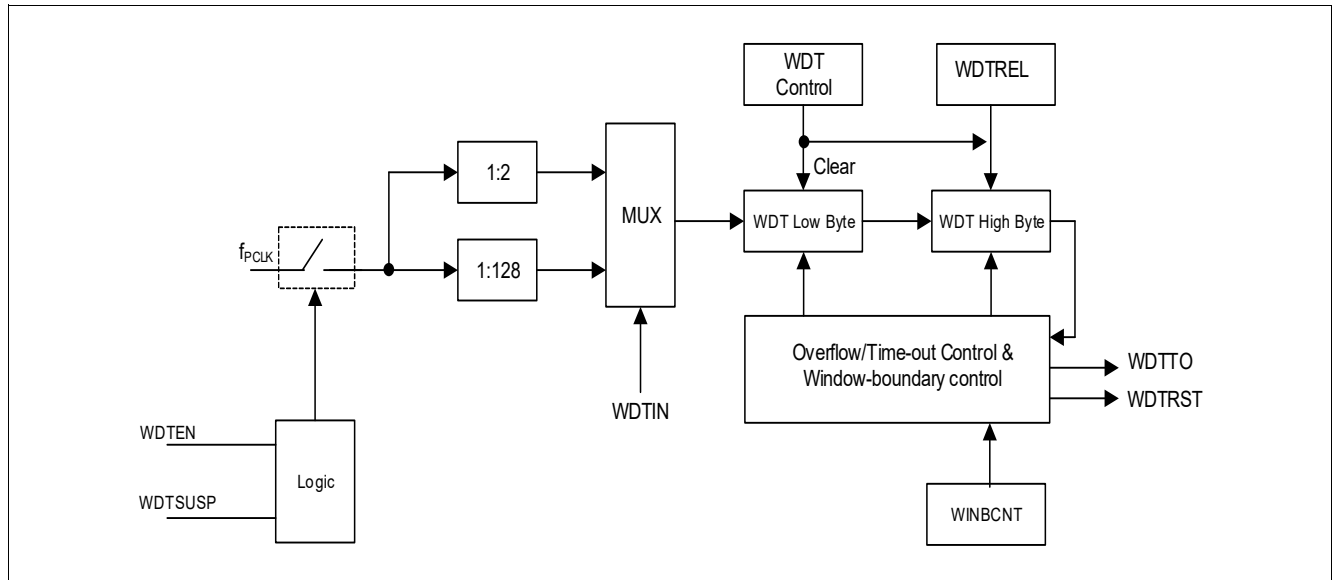 WDT
Control
WDTREL
Clear
1:2
MUX
WDT Low Byte
WDT High Byte
fPCLK
1:128
Overflow/Time-out Control &
Window-boundary control
WDTTO
WDTRST
WDTIN
WDTEN
Logic
WDTSUSP
WINBCNT